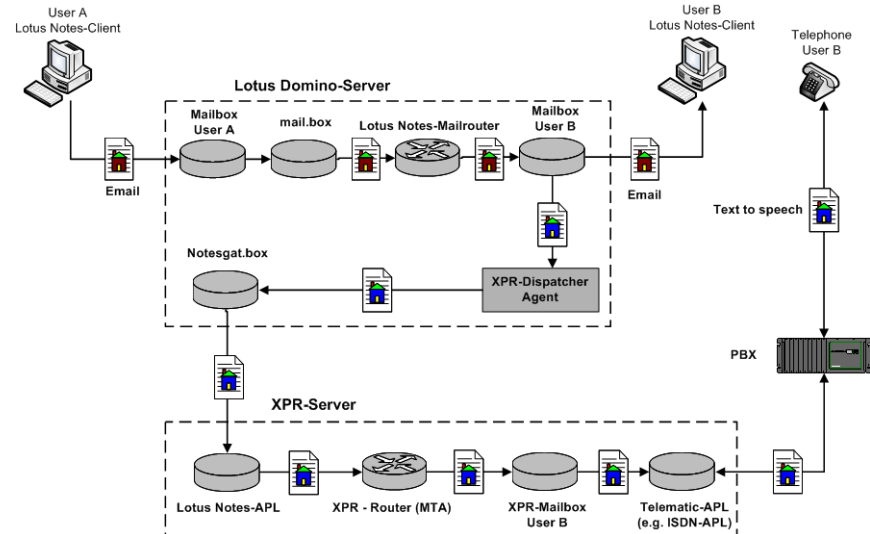 User A
Lotus Notes-Client
User B
Lotus Notes-Client
Telephone
User B
Lotus Domino-Server
Mailbox
User A
mail.box
Lotus Notes-Mailrouter
Mailbox
User B
Email
Email
Text to speech
Notesgat.box
XPR-Dispatcher
Agent
PBX
XPR-Server
Lotus Notes-APL
XPR - Router (MTA)
XPR-Mailbox
User B
Telematic-APL
(e.g. ISDN-APL)